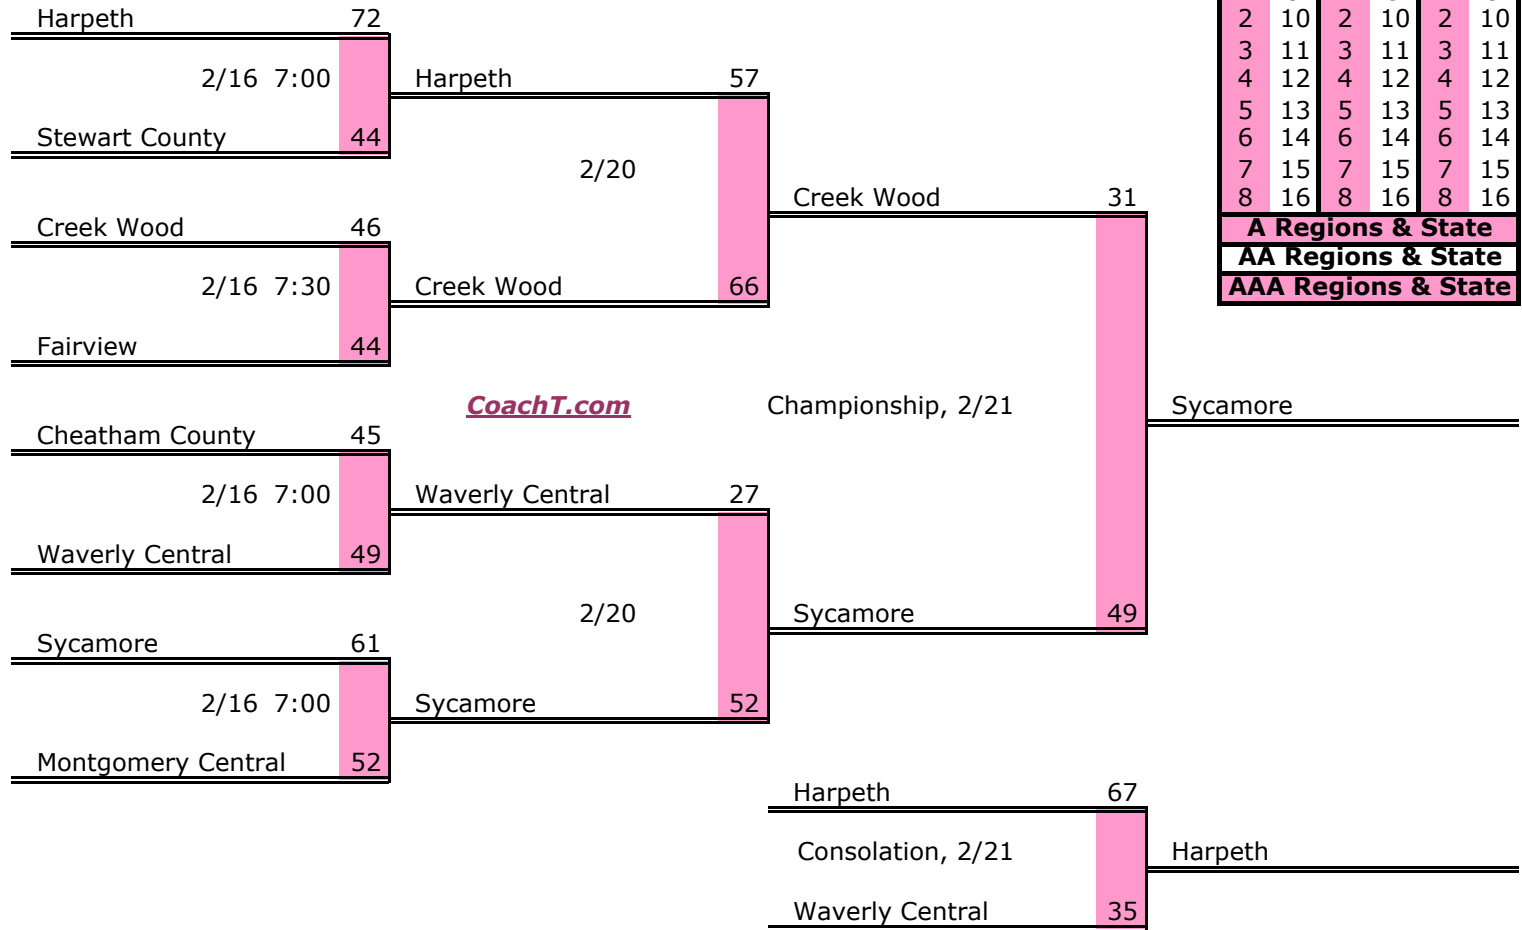 Harpeth 72
2/16 7:00
Stewart County 44
Harpeth 57
2/20
Creek Wood 46
2/16 7:30
Fairview 44
Creek Wood 66
Creek Wood 31
CoachT.com
Championship, 2/21
Sycamore
Cheatham County 45
2/16 7:00
Waverly Central 49
Waverly Central 27
2/20
Sycamore 49
Sycamore 61
2/16 7:00
Montgomery Central 52
Sycamore 52
Harpeth 67
Consolation, 2/21
Waverly Central 35
Harpeth
2 10 2 10 2 10
3 11 3 11 3 11
4 12 4 12 4 12
5 13 5 13 5 13
6 14 6 14 6 14
7 15 7 15 7 15
8 16 8 16 8 16
A Regions & State
AA Regions & State
AAA Regions & State